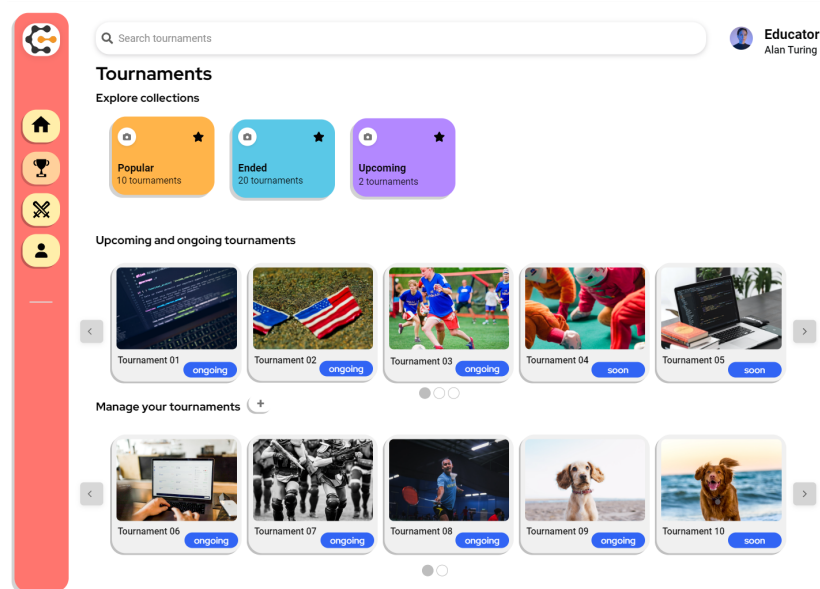 Search tournaments
Educator
Alan Turing
Tournaments
Explore collections
Popular
10 tournaments
Ended
20 tournaments
Upcoming
2 tournaments
Upcoming and ongoing tournaments
Tournament 01
ongoing
Tournament 02
ongoing
Tournament 03
ongoing
Tournament 04
soon
Tournament 05
soon
Manage your tournaments +
Tournament 06
ongoing
Tournament 07
ongoing
Tournament 08
ongoing
Tournament 09
ongoing
Tournament 10
soon